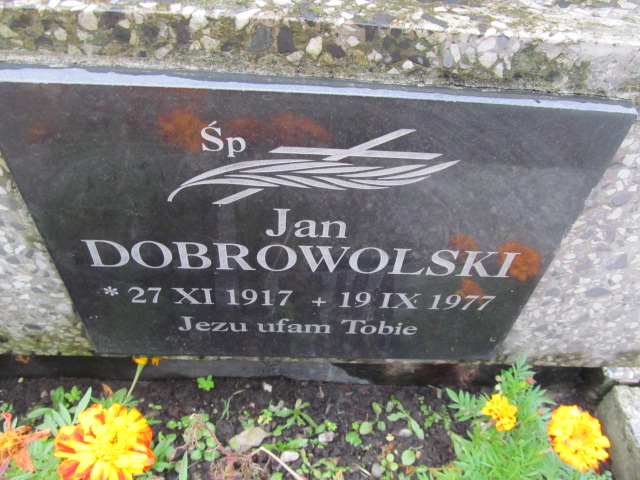 Śp
Jan
DOBROWOLSKI
* 27 XI 1917 + 19 IX 1977
Jezu ufam Tobie